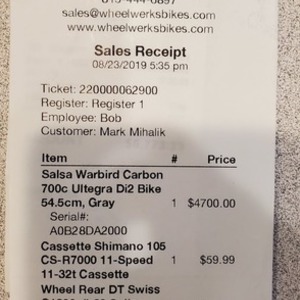 sales@wheelwerksbikes.com
www.wheelwerksbikes.com
Sales Receipt
08/23/2019 5:35 pm
Ticket: 220000062900
Register: Register 1
Employee: Bob
Customer: Mark Mihalik
Item # Price
Salsa Warbird Carbon
700c Ultegra Di2 Bike
54.5cm, Gray 1 $4700.00
Serial#:
A0B28DA2000
Cassette Shimano 105
CS-R7000 11-Speed 1 $59.99
11-32t Cassette
Wheel Rear DT Swiss